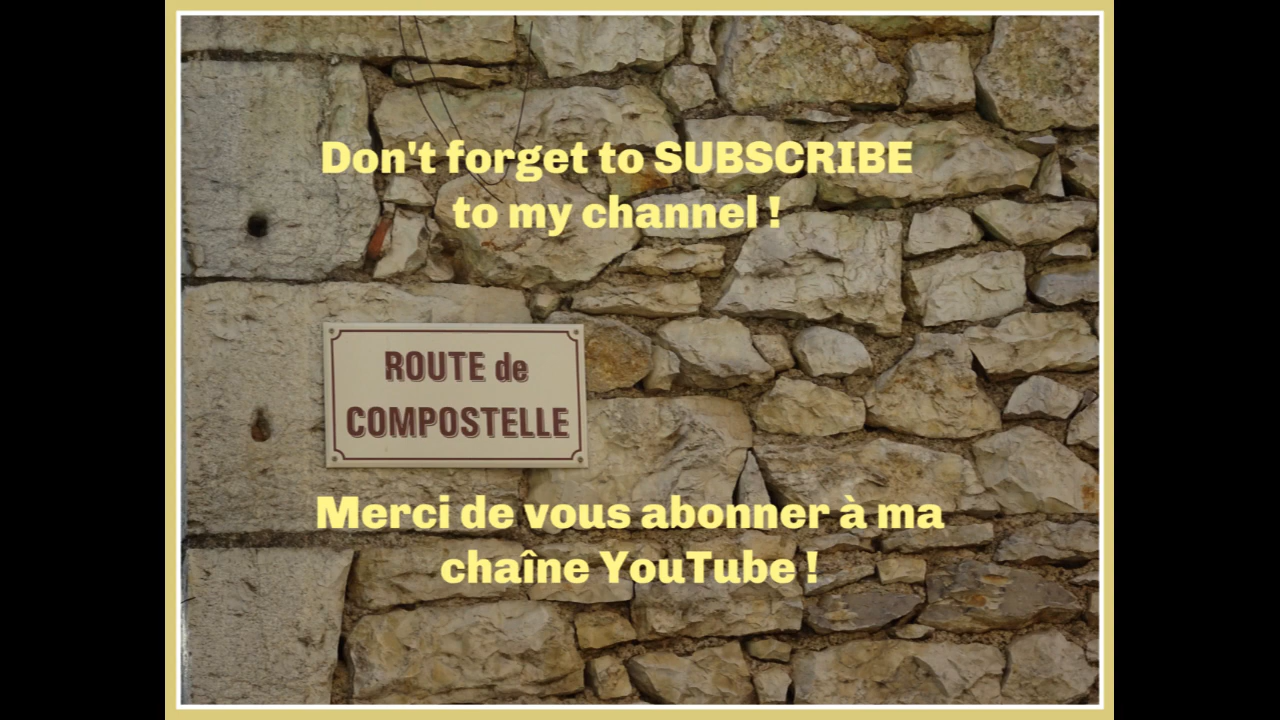 Don't forget to SUBSCRIBE
to my channel !
ROUTE de
COMPOSTELLE
Merci de vous abonner à ma
chaîne YouTube !